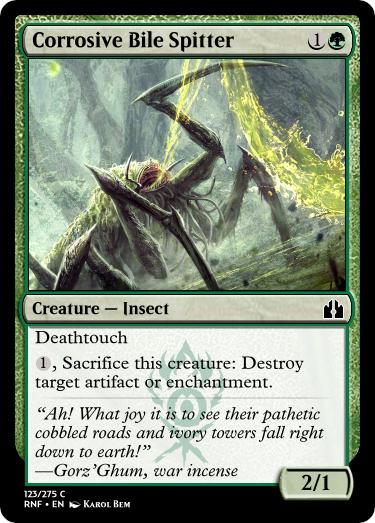 Corrosive Bile Spitter 1
Creature — Insect
Deathtouch
1, Sacrifice this creature: Destroy
target artifact or enchantment.
“Ah! What joy it is to see their pathetic
cobbled roads and ivory towers fall right
down to earth!”
—Gorz’Ghum, war incense
2/1
123/275 C
RNF • EN Karol Bem